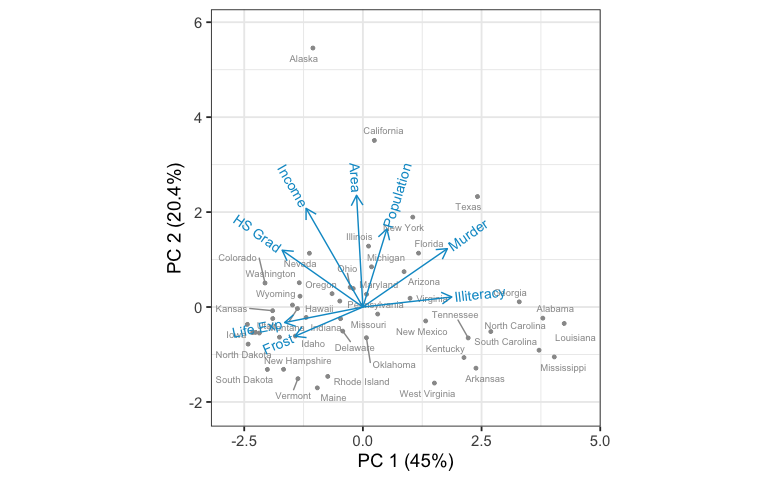 6
Alaska
4
California
PC 2 (20.4%)
Income
Area
Population
2
Texas
HS Grad
New York
Illinois
Florida
Murder
Colorado
Nevada
Michigan
Ohio
Washington
Oregon
Maryland
Arizona
Wyoming
Virginia
Illiteracy
Georgia
0
Kansas
Hawaii
Pennsylvania
Tennessee
Alabama
Life Exp
Montana
Indiana
Missouri
New Mexico
North Carolina
Iowa
Frost
Idaho
Delaware
Kentucky
South Carolina
Louisiana
North Dakota
New Hampshire
Oklahoma
Mississippi
South Dakota
Rhode Island
Arkansas
Vermont
Maine
West Virginia
-2
-2.5
0.0
2.5
5.0
PC 1 (45%)